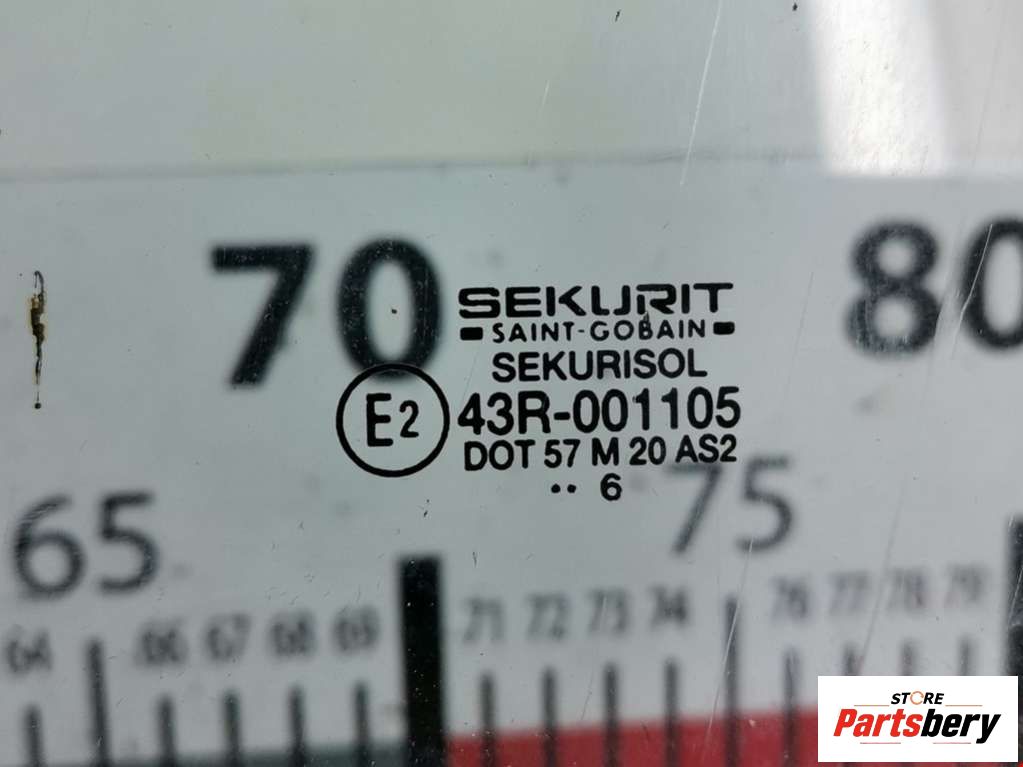 70
80
SEKURIT
SAINT-GOBAIN
SEKURISOL
E2
43R-001105
DOT 57 M 20 AS2
.. 6
65
75
64 66 67 68 69 71 72 73 74 76 77 78 79
STORE
Partsbery